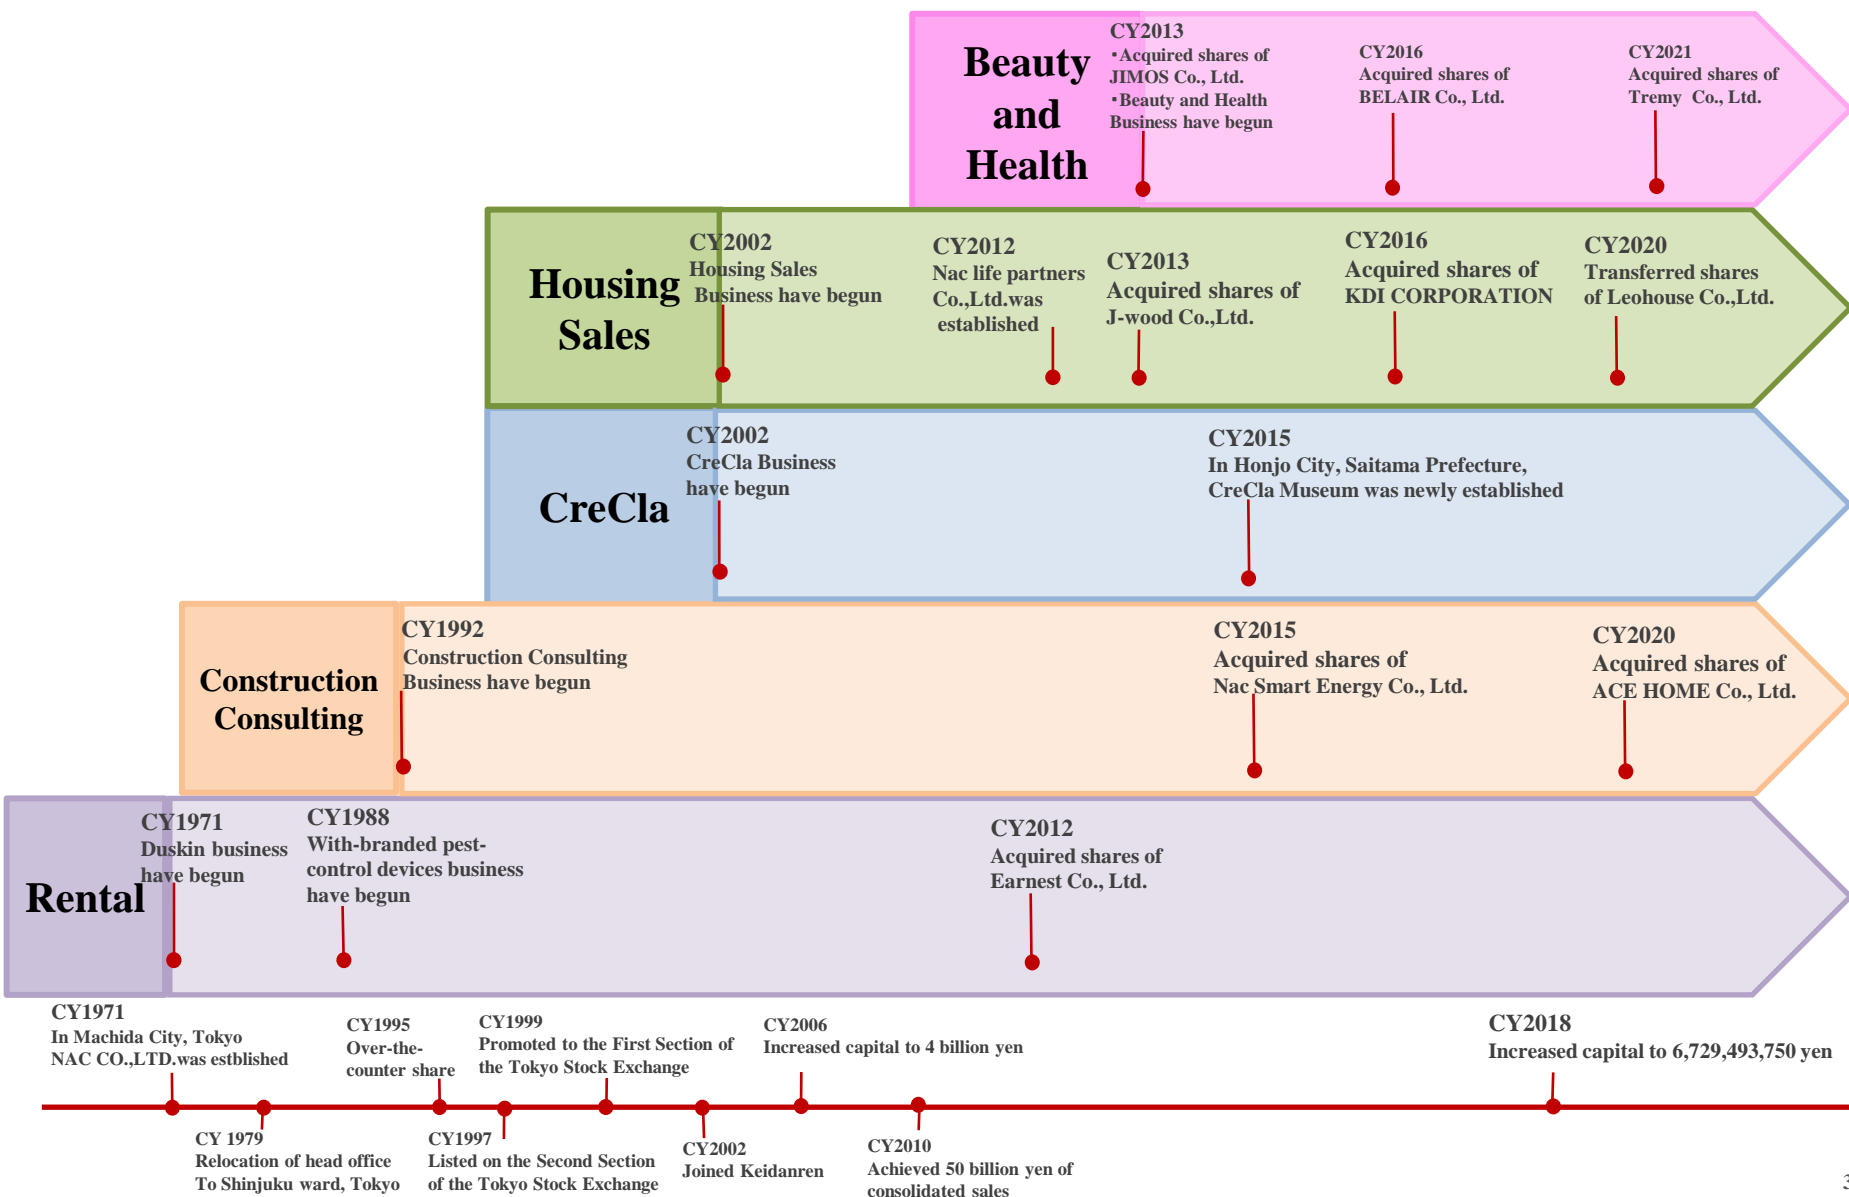 Beauty
and
Health
CY2013
・Acquired shares of
JIMOS Co., Ltd.
・Beauty and Health
Business have begun
CY2016
Acquired shares of
BELAIR Co., Ltd.
CY2021
Acquired shares of
Tremy Co., Ltd.
Housing
Sales
CY2002
Housing Sales
Business have begun
CY2012
Nac life partners
Co.,Ltd.was
established
CY2013
Acquired shares of
J-wood Co.,Ltd.
CY2016
Acquired shares of
KDI CORPORATION
CY2020
Transferred shares
of Leohouse Co.,Ltd.
CreCla
CY2002
CreCla Business
have begun
CY2015
In Honjo City, Saitama Prefecture,
CreCla Museum was newly established
Construction
Consulting
CY1992
Construction Consulting
Business have begun
CY2015
Acquired shares of
Nac Smart Energy Co., Ltd.
CY2020
Acquired shares of
ACE HOME Co., Ltd.
Rental
CY1971
Duskin business
have begun
CY1988
With-branded pest-
control devices business
have begun
CY2012
Acquired shares of
Earnest Co., Ltd.
CY1971
In Machida City, Tokyo
NAC CO.,LTD.was estblished
CY 1979
Relocation of head office
To Shinjuku ward, Tokyo
CY1995
Over-the-
counter share
CY1997
Listed on the Second Section
of the Tokyo Stock Exchange
CY1999
Promoted to the First Section of
the Tokyo Stock Exchange
CY2002
Joined Keidanren
CY2006
Increased capital to 4 billion yen
CY2010
Achieved 50 billion yen of
consolidated sales
CY2018
Increased capital to 6,729,493,750 yen
3